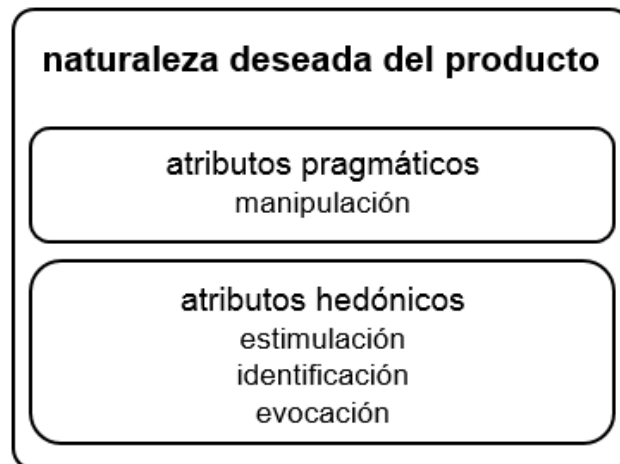 naturaleza deseada del producto
atributos pragmáticos
manipulación
atributos hedónicos
estimulación
identificación
evocación